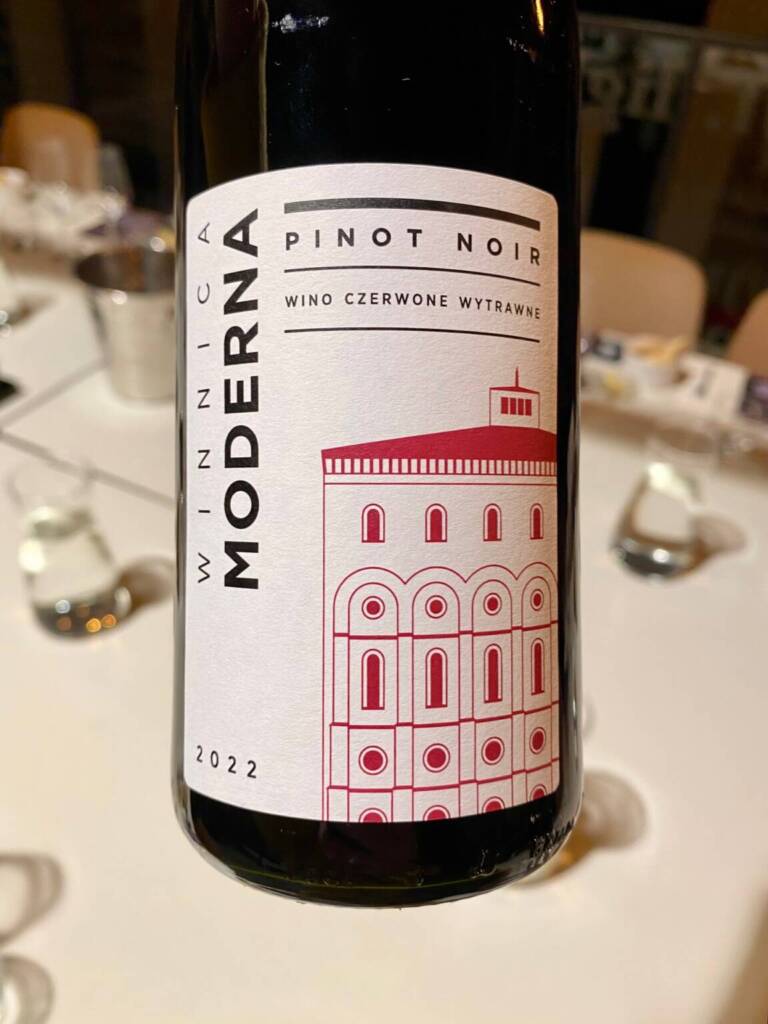 WINNICA
MODERNA
PINOT NOIR
WINO CZERWONE WYTRAWNE
2022